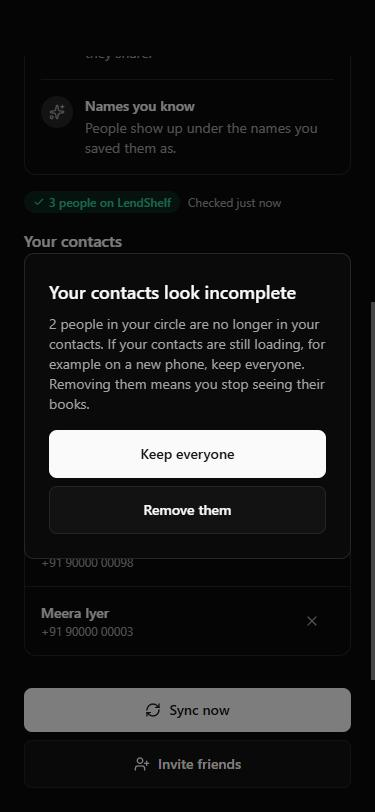 they share.
Names you know
People show up under the names you
saved them as.
3 people on LendShelf
Checked just now
Your contacts
Your contacts look incomplete
2 people in your circle are no longer in your
contacts. If your contacts are still loading, for
example on a new phone, keep everyone.
Removing them means you stop seeing their
books.
Keep everyone
Remove them
+91 90000 00098
Meera Iyer
+91 90000 00003
Sync now
Invite friends